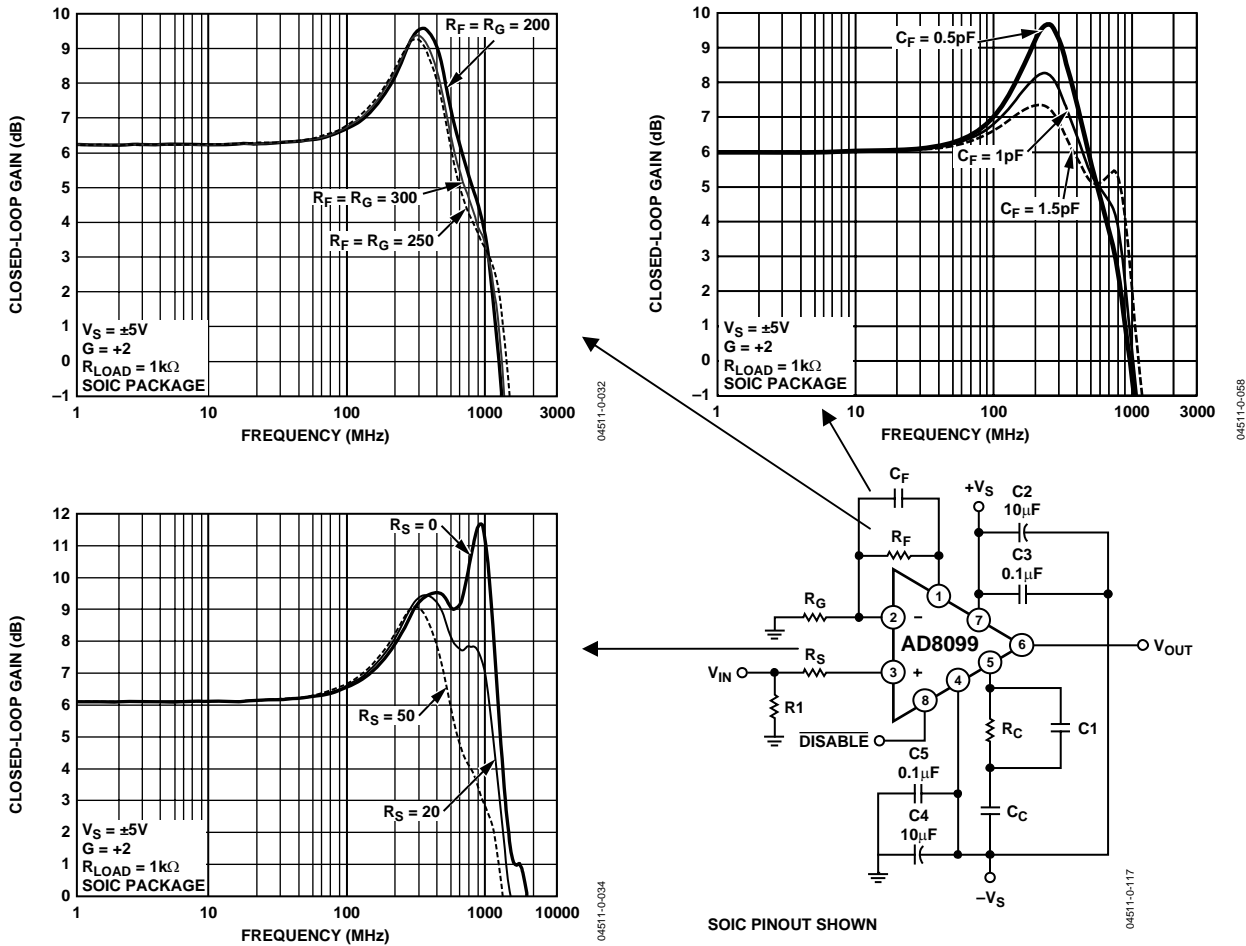 10
9
8
7
6
5
4
3
2
1
0
–1
CLOSED-LOOP GAIN (dB)
R_F = R_G = 200
R_F = R_G = 300
R_F = R_G = 250
V_S = ±5V
G = +2
R_LOAD = 1kΩ
SOIC PACKAGE
1 10 100 1000 3000
FREQUENCY (MHz)
04511-0-032
10
9
8
7
6
5
4
3
2
1
0
–1
CLOSED-LOOP GAIN (dB)
C_F = 0.5pF
C_F = 1pF
C_F = 1.5pF
V_S = ±5V
G = +2
R_LOAD = 1kΩ
SOIC PACKAGE
1 10 100 1000 3000
FREQUENCY (MHz)
04511-0-058
12
11
10
9
8
7
6
5
4
3
2
1
0
CLOSED-LOOP GAIN (dB)
R_S = 0
R_S = 50
R_S = 20
V_S = ±5V
G = +2
R_LOAD = 1kΩ
SOIC PACKAGE
1 10 100 1000 10000
FREQUENCY (MHz)
04511-0-034
C_F
R_F
+V_S
C2
10µF
C3
0.1µF
R_G
1
2
–
7
AD8099
6
V_OUT
V_IN
R_S
3
+
4
5
8
R1
DISABLE
R_C
C1
C5
0.1µF
C4
10µF
C_C
–V_S
SOIC PINOUT SHOWN
04511-0-117